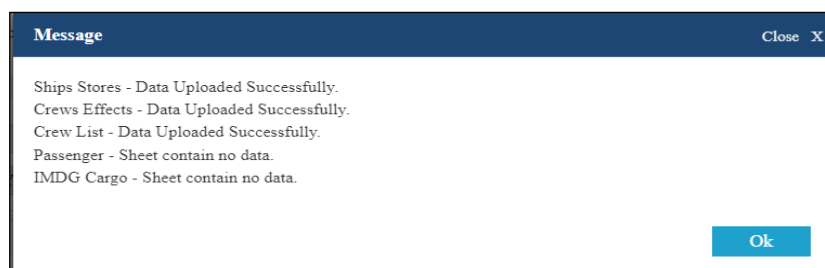 Message
Close X
Ships Stores - Data Uploaded Successfully.
Crews Effects - Data Uploaded Successfully.
Crew List - Data Uploaded Successfully.
Passenger - Sheet contain no data.
IMDG Cargo - Sheet contain no data.
Ok